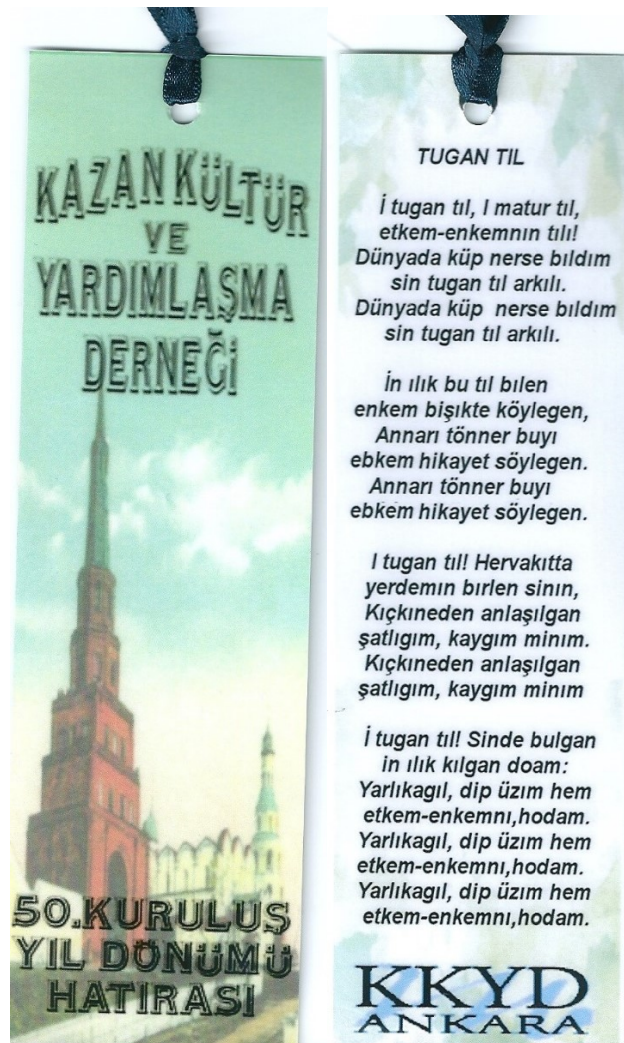 KAZAN KÜLTÜR
VE
YARDIMLAŞMA
DERNEĞİ
50.KURULUŞ
YIL DÖNÜMÜ
HATIRASI
TUGAN TIL
İ tugan tıl, I matur tıl,
etkem-enkemnın tılı!
Dünyada küp nerse bıldım
sin tugan tıl arkılı.
Dünyada küp nerse bıldım
sin tugan tıl arkılı.
İn ılık bu tıl bılen
enkem bişıkte köylegen,
Annarı tönner buyı
ebkem hikayet söylegen.
Annarı tönner buyı
ebkem hikayet söylegen.
I tugan tıl! Hervakıtta
yerdemın bırlen sının,
Kıçkıneden anlaşılgan
şatlıgım, kaygım minım.
Kıçkıneden anlaşılgan
şatlıgım, kaygım minım
İ tugan tıl! Sinde bulgan
in ılık kılgan doam:
Yarlıkagıl, dip üzım hem
etkem-enkemnı,hodam.
Yarlıkagıl, dip üzım hem
etkem-enkemnı,hodam.
Yarlıkagıl, dip üzım hem
etkem-enkemnı,hodam.
KKYD
ANKARA